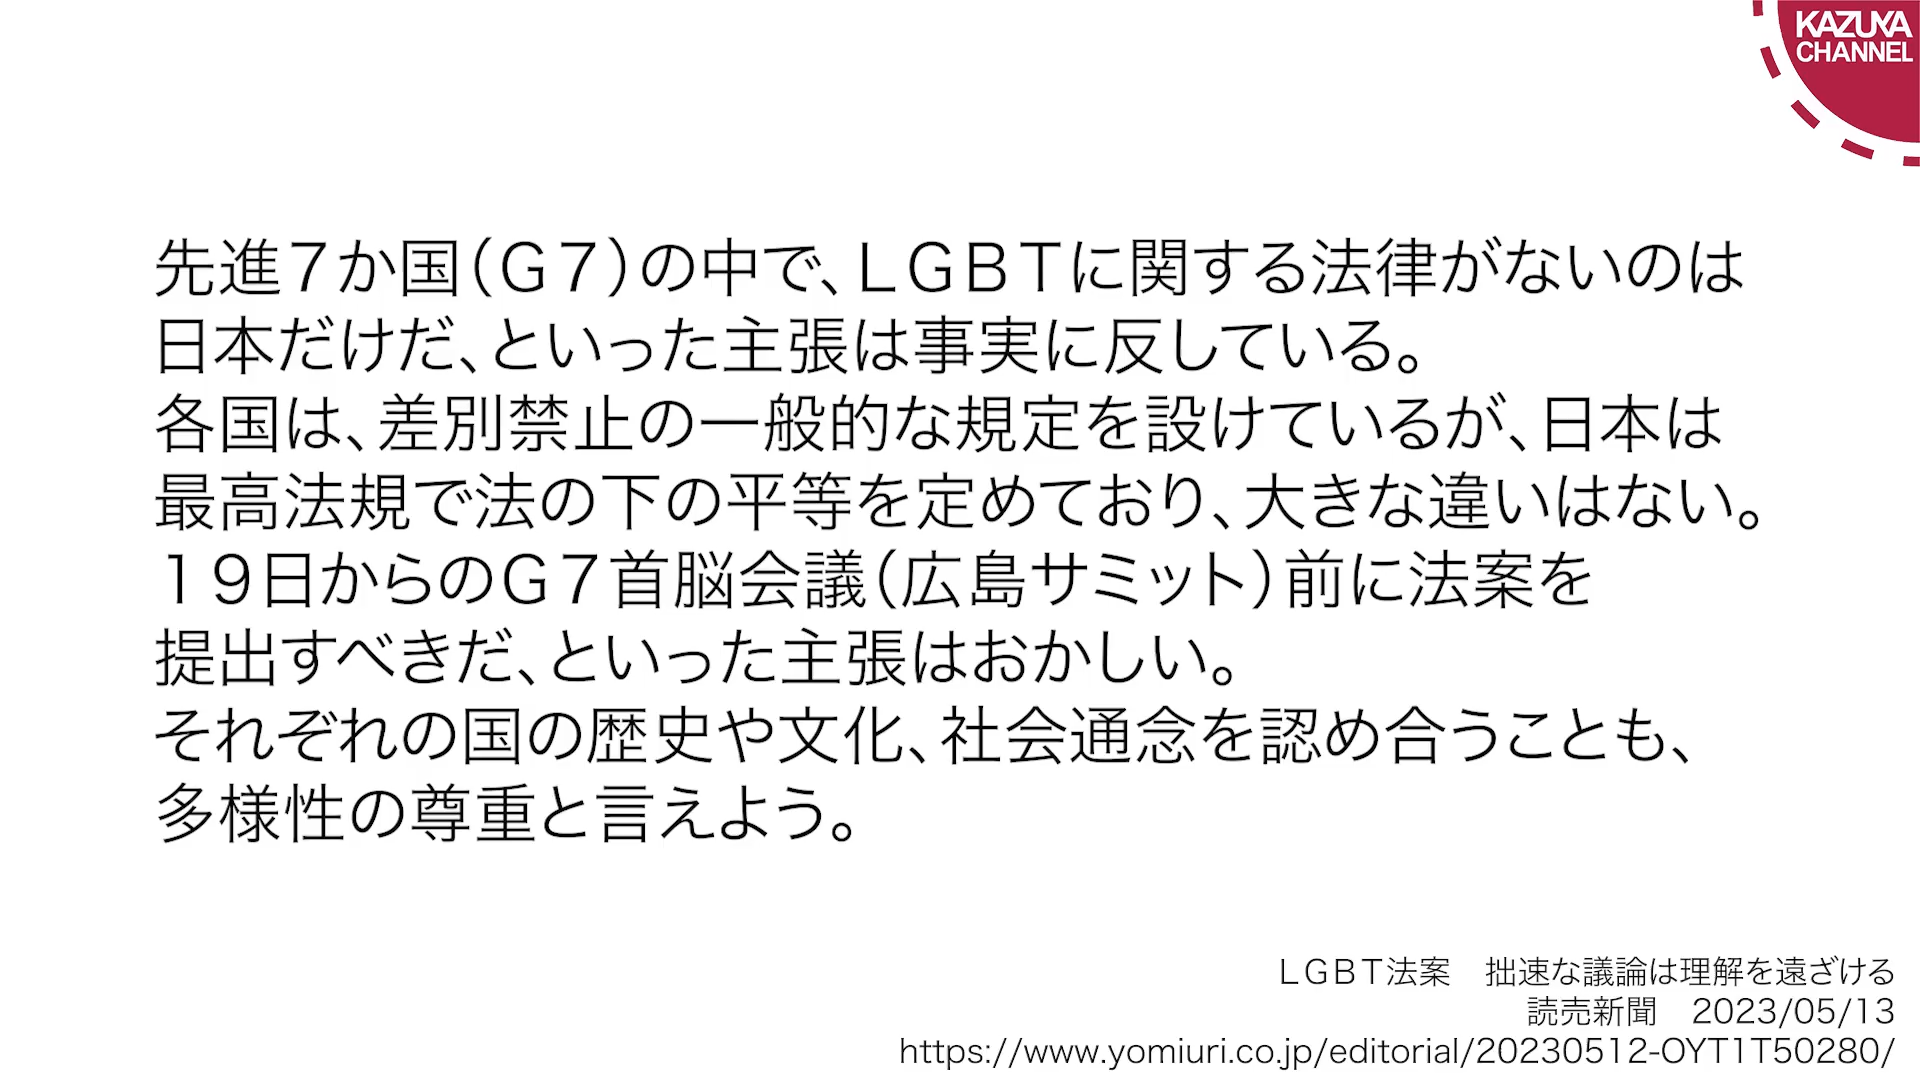 KAZUYA
CHANNEL
先進７か国（Ｇ７）の中で、ＬＧＢＴに関する法律がないのは
日本だけだ、といった主張は事実に反している。
各国は、差別禁止の一般的な規定を設けているが、日本は
最高法規で法の下の平等を定めており、大きな違いはない。
１９日からのＧ７首脳会議（広島サミット）前に法案を
提出すべきだ、といった主張はおかしい。
それぞれの国の歴史や文化、社会通念を認め合うことも、
多様性の尊重と言えよう。
ＬＧＢＴ法案　拙速な議論は理解を遠ざける
読売新聞　2023/05/13
https://www.yomiuri.co.jp/editorial/20230512-OYT1T50280/